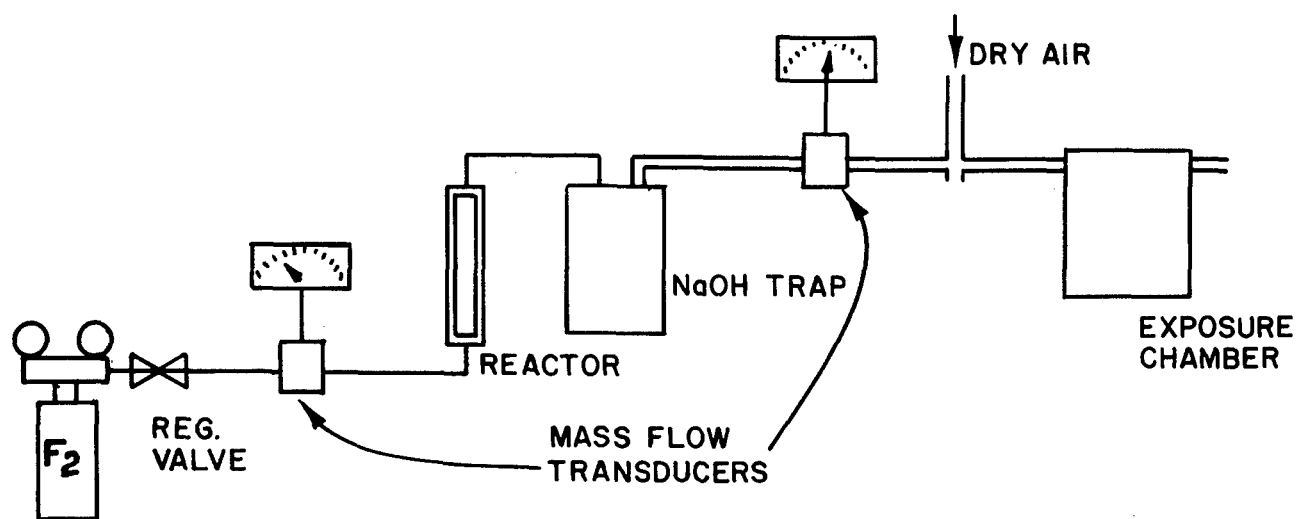 DRY AIR
NaOH TRAP
EXPOSURE
CHAMBER
REACTOR
REG.
VALVE
MASS FLOW
TRANSDUCERS
F2